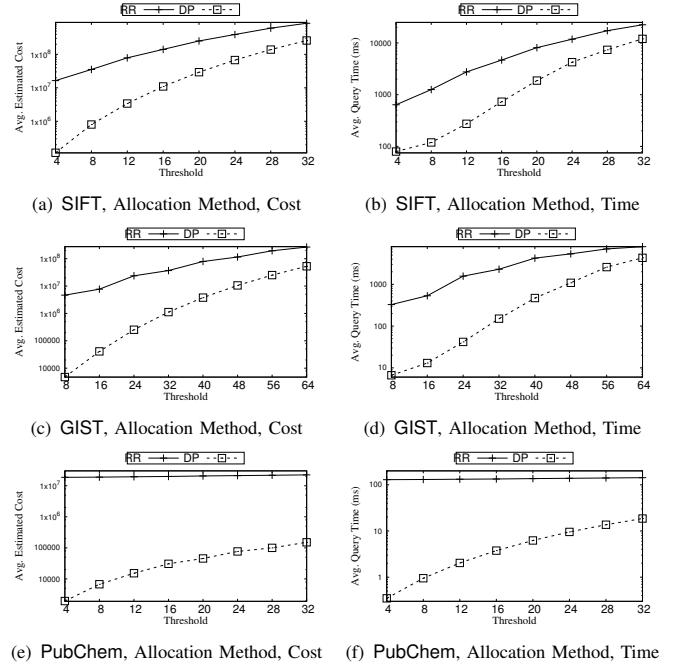 RR DP
Avg. Estimated Cost
1x10^8
1x10^7
1x10^6
4 8 12 16 20 24 28 32
Threshold
(a) SIFT, Allocation Method, Cost
RR DP
Avg. Query Time (ms)
10000
1000
100
4 8 12 16 20 24 28 32
Threshold
(b) SIFT, Allocation Method, Time
RR DP
Avg. Estimated Cost
1x10^8
1x10^7
1x10^6
100000
10000
8 16 24 32 40 48 56 64
Threshold
(c) GIST, Allocation Method, Cost
RR DP
Avg. Query Time (ms)
1000
100
10
8 16 24 32 40 48 56 64
Threshold
(d) GIST, Allocation Method, Time
RR DP
Avg. Estimated Cost
1x10^7
1x10^6
100000
10000
4 8 12 16 20 24 28 32
Threshold
(e) PubChem, Allocation Method, Cost
RR DP
Avg. Query Time (ms)
100
10
1
4 8 12 16 20 24 28 32
Threshold
(f) PubChem, Allocation Method, Time